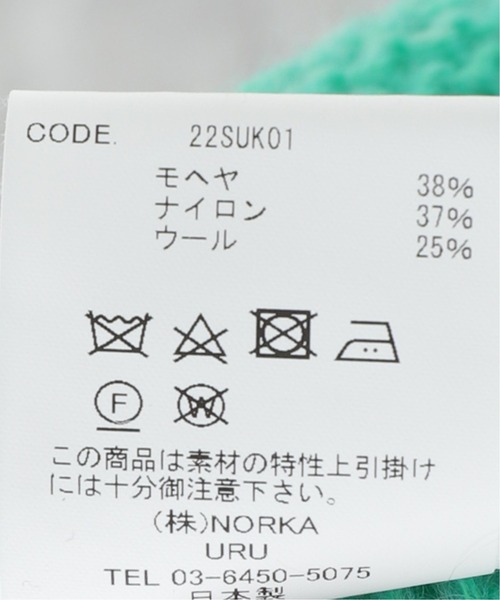 CODE. 22SUK01
モヘヤ 38%
ナイロン 37%
ウール 25%
F W
この商品は素材の特性上引掛け
には十分御注意下さい。
(株)NORKA
URU
TEL 03-6450-5075
日本製